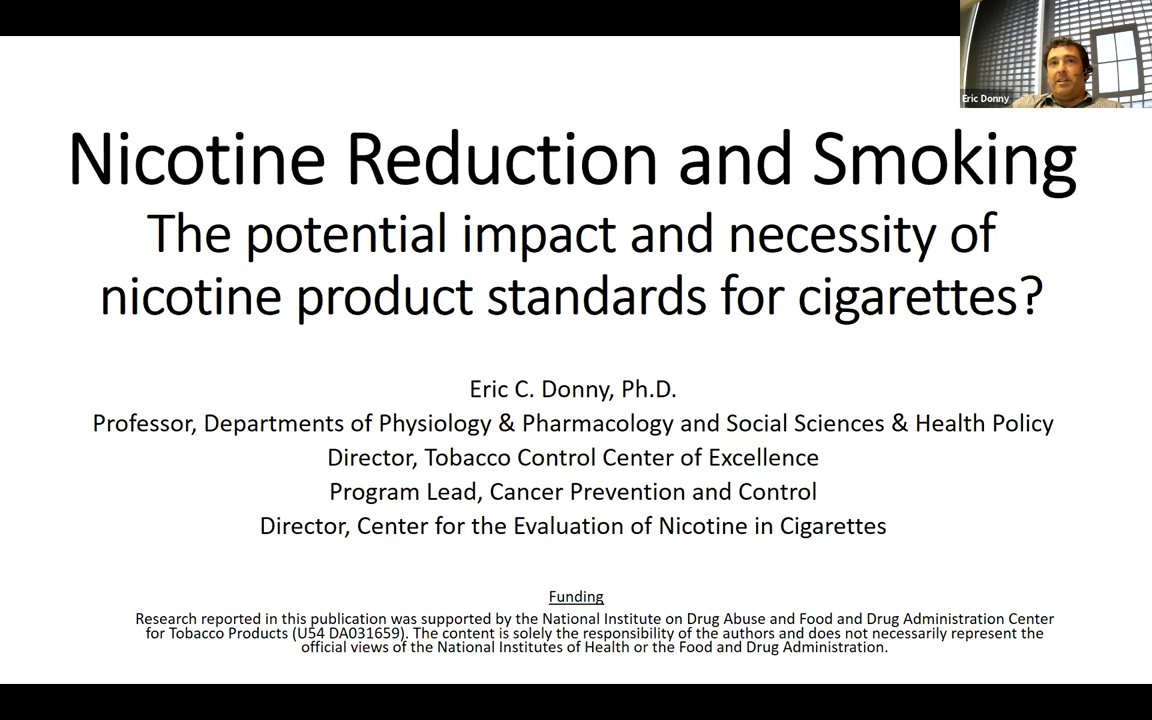 Eric Donny
Nicotine Reduction and Smoking
The potential impact and necessity of
nicotine product standards for cigarettes?
Eric C. Donny, Ph.D.
Professor, Departments of Physiology & Pharmacology and Social Sciences & Health Policy
Director, Tobacco Control Center of Excellence
Program Lead, Cancer Prevention and Control
Director, Center for the Evaluation of Nicotine in Cigarettes
Funding
Research reported in this publication was supported by the National Institute on Drug Abuse and Food and Drug Administration Center
for Tobacco Products (U54 DA031659). The content is solely the responsibility of the authors and does not necessarily represent the
official views of the National Institutes of Health or the Food and Drug Administration.